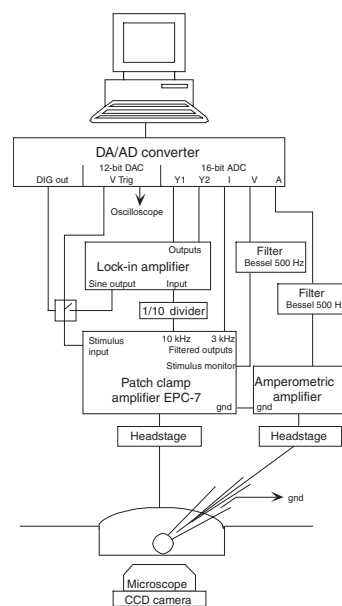 DA/AD converter
12-bit DAC 16-bit ADC
DIG out V Trig Y1 Y2 I V A
Oscilloscope
Outputs
Lock-in amplifier
Sine output Input
Filter
Bessel 500 Hz
Filter
Bessel 500 Hz
1/10 divider
Stimulus input
10 kHz 3 kHz
Filtered outputs
Stimulus monitor
Patch clamp
amplifier EPC-7
gnd
Amperometric
amplifier
gnd
Headstage
Headstage
gnd
Microscope
CCD camera